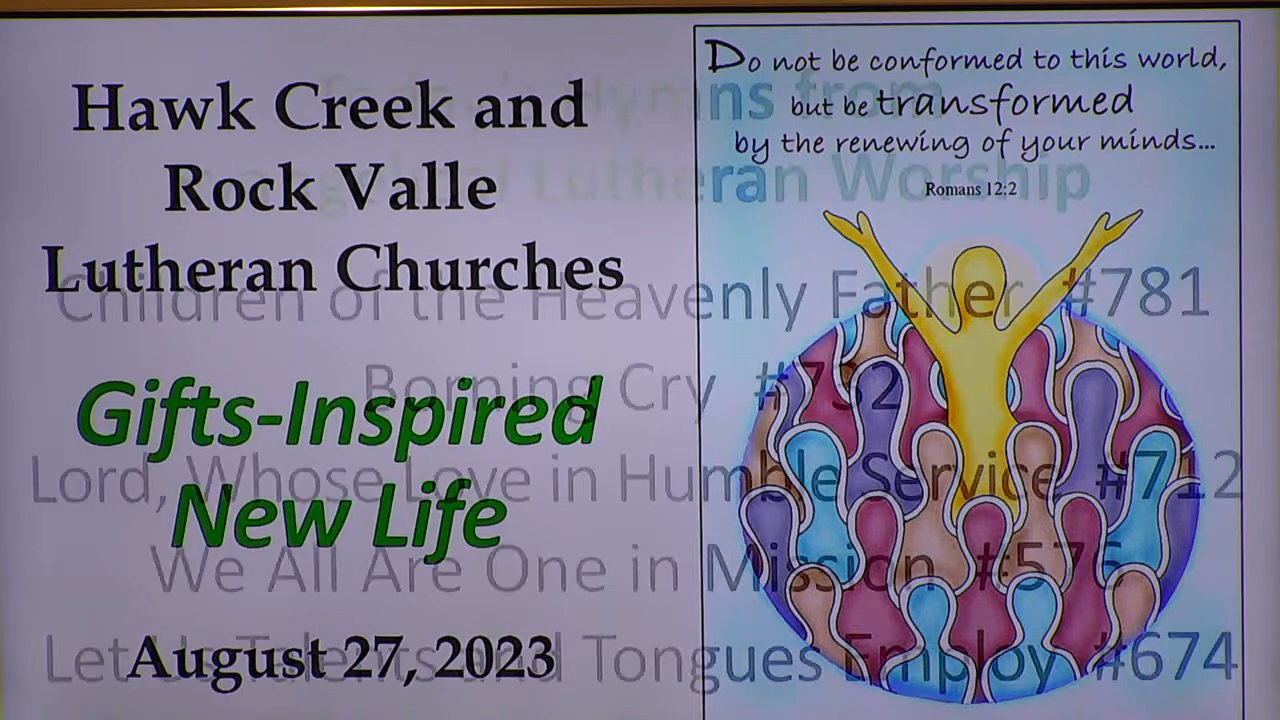 Hawk Creek and
Rock Valle
Lutheran Churches
Gifts-Inspired
New Life
August 27, 2023
Do not be conformed to this world,
but be transformed
by the renewing of your minds...
Romans 12:2
Hymns from
Lutheran Worship
Children of the Heavenly Father #781
Borning Cry #732
Lord, Whose Love in Humble Service #712
We All Are One in Mission #576
Let Us Talents and Tongues Employ #674